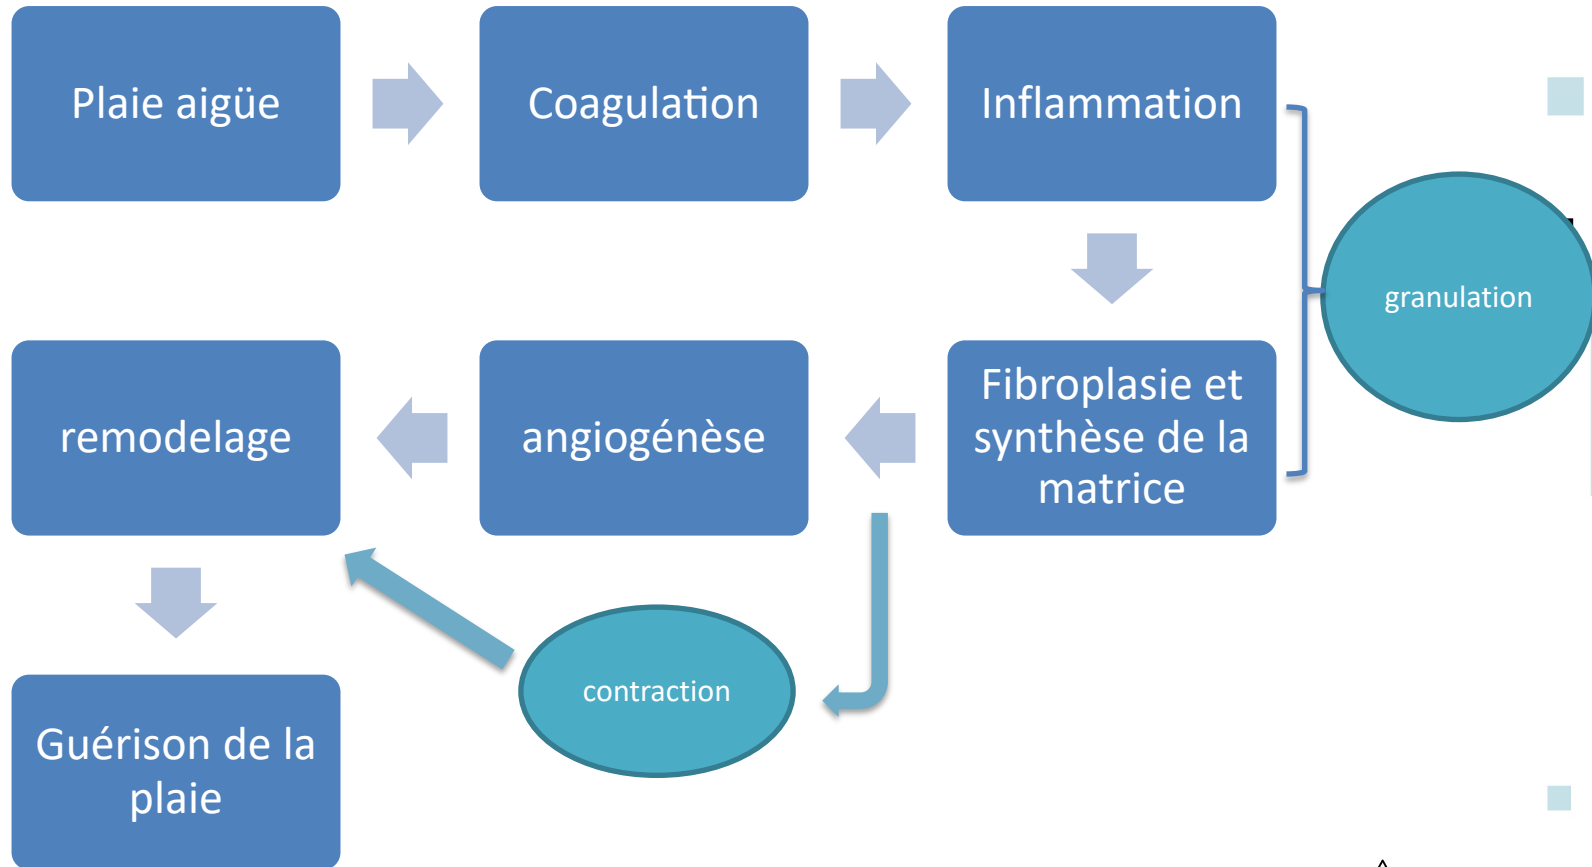 Plaie aigüe
Coagulation
Inflammation
granulation
Fibroplasie et
synthèse de la
matrice
angiogénèse
remodelage
contraction
Guérison de la
plaie